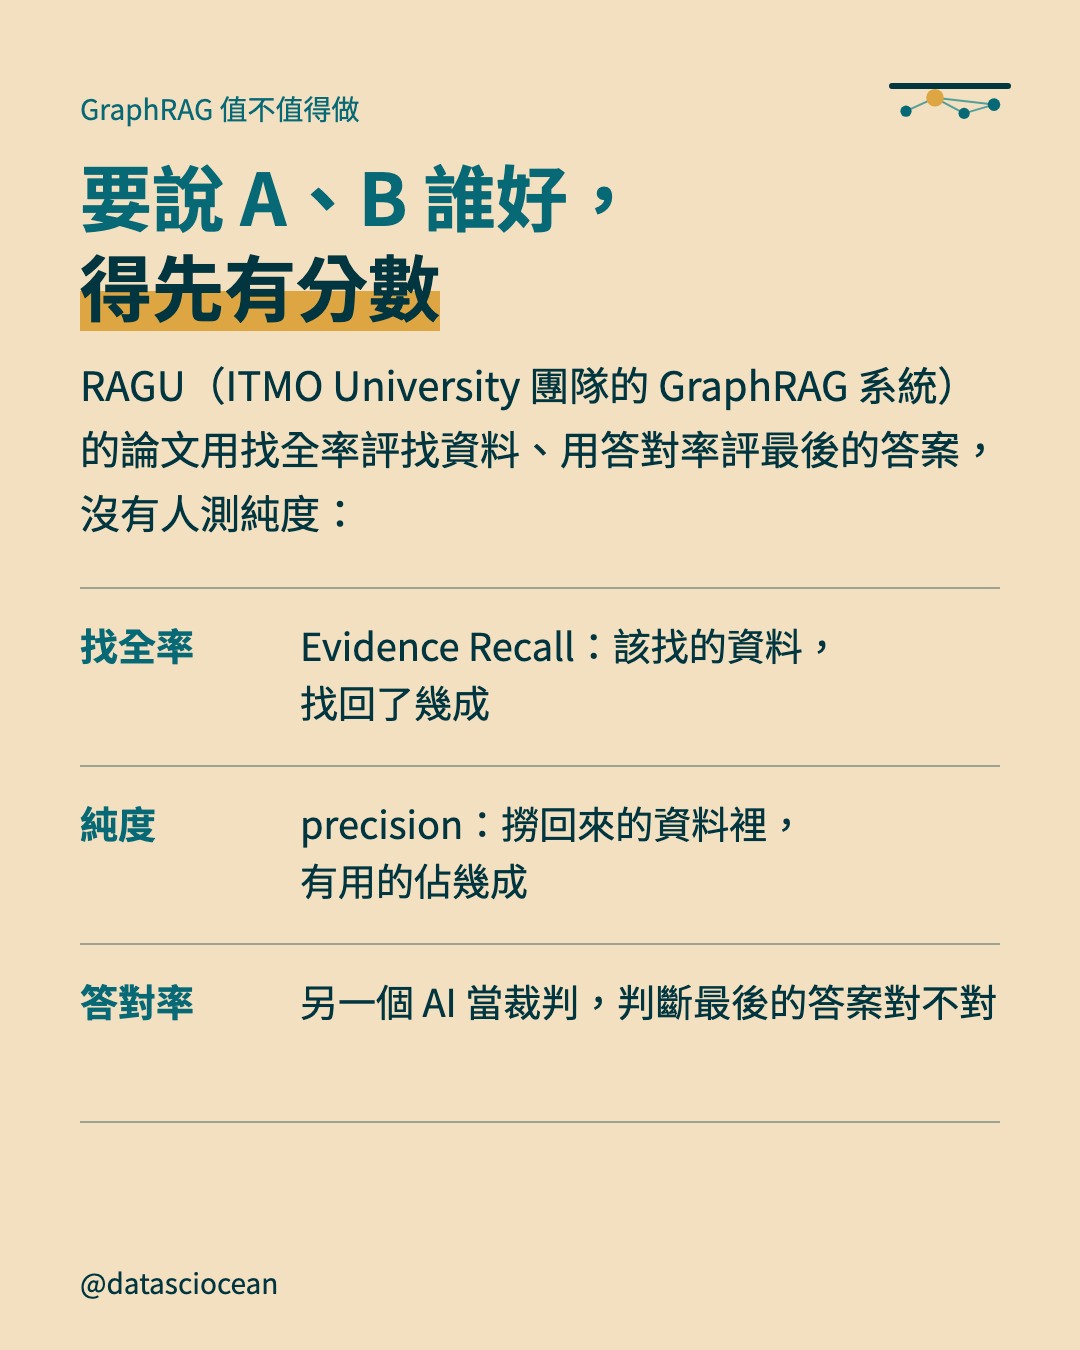 GraphRAG 值不值得做
要說 A、B 誰好，
得先有分數
RAGU（ITMO University 團隊的 GraphRAG 系統）
的論文用找全率評找資料、用答對率評最後的答案，
沒有人測純度：
找全率
Evidence Recall：該找的資料，
找回了幾成
純度
precision：撈回來的資料裡，
有用的佔幾成
答對率
另一個 AI 當裁判，判斷最後的答案對不對
@datasciocean